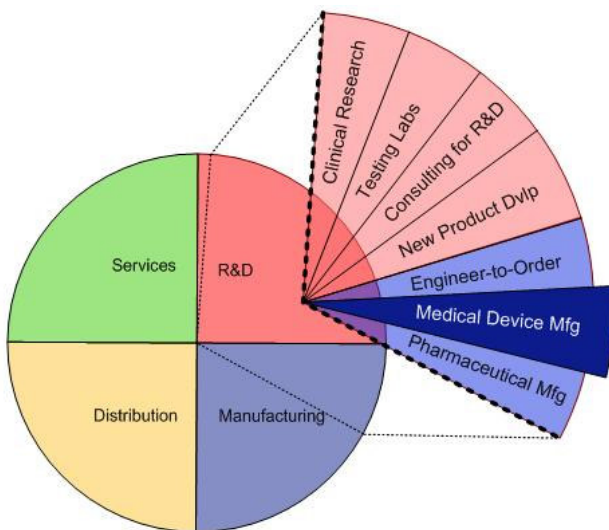 Clinical Research
Testing Labs
Consulting for R&D
New Product Dvlp
Engineer-to-Order
Medical Device Mfg
Pharmaceutical Mfg
Services
R&D
Distribution
Manufacturing